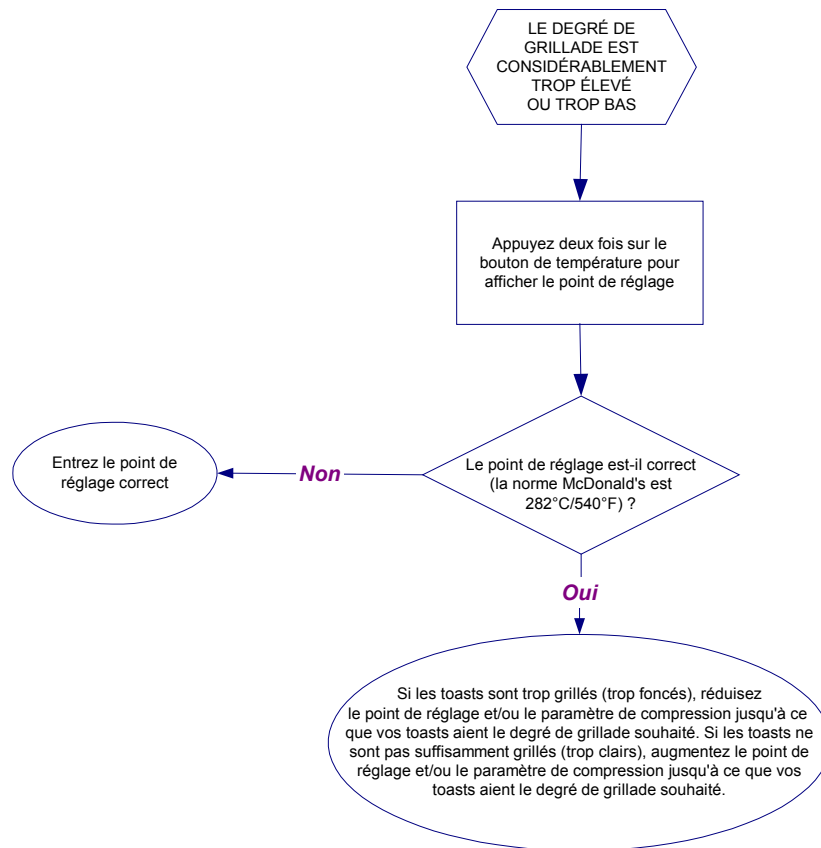 LE DEGRÉ DE
GRILLADE EST
CONSIDÉRABLEMENT
TROP ÉLEVÉ
OU TROP BAS
Appuyez deux fois sur le
bouton de température pour
afficher le point de réglage
Le point de réglage est-il correct
(la norme McDonald's est
282°C/540°F) ?
Non
Entrez le point de
réglage correct
Oui
Si les toasts sont trop grillés (trop foncés), réduisez
le point de réglage et/ou le paramètre de compression jusqu'à ce
que vos toasts aient le degré de grillade souhaité. Si les toasts ne
sont pas suffisamment grillés (trop clairs), augmentez le point de
réglage et/ou le paramètre de compression jusqu'à ce que vos
toasts aient le degré de grillade souhaité.